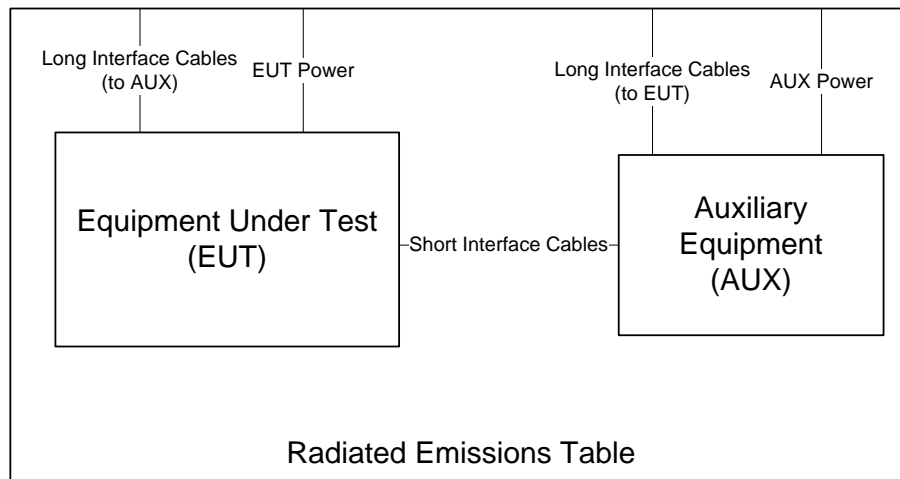 Long Interface Cables
(to AUX)
EUT Power
Long Interface Cables
(to EUT)
AUX Power
Equipment Under Test
(EUT)
Short Interface Cables
Auxiliary
Equipment
(AUX)
Radiated Emissions Table